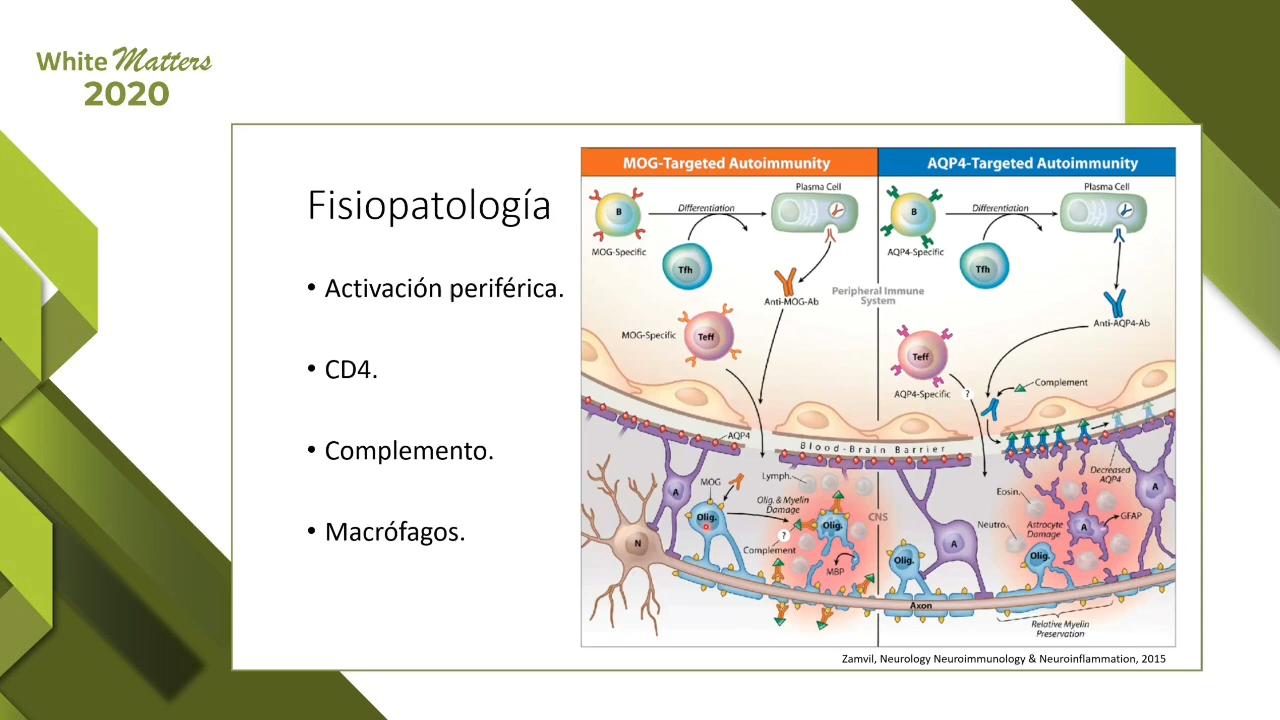 White Matters
2020
Fisiopatología
• Activación periférica.
• CD4.
• Complemento.
• Macrófagos.
MOG-Targeted Autoimmunity
B
MOG-Specific
Differentiation
Tfh
Plasma Cell
Anti-MOG-Ab
MOG-Specific
Teff
AQP4-Targeted Autoimmunity
B
AQP4-Specific
Differentiation
Tfh
Plasma Cell
Anti-AQP4-Ab
Peripheral Immune
System
Teff
AQP4-Specific
?
Complement
AQP4
Blood-Brain Barrier
MOG
Lymph.
Olig. & Myelin
Damage
A
Olig.
N
?
Complement
Olig.
MBP
CNS
Decreased
AQP4
Eosin.
Neutro.
Astrocyte
Damage
A
GFAP
A
A
Olig.
Olig.
Axon
Relative Myelin
Preservation
Zamvil, Neurology Neuroimmunology & Neuroinflammation, 2015